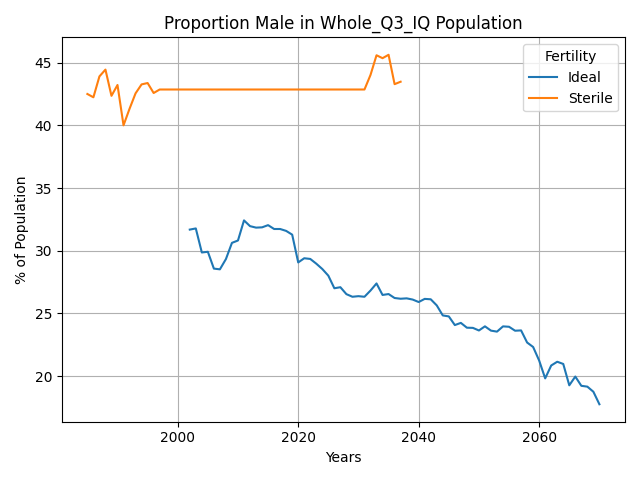 Proportion Male in Whole_Q3_IQ Population
Fertility
Ideal
Sterile
% of Population
45
40
35
30
25
20
2000
2020
2040
2060
Years